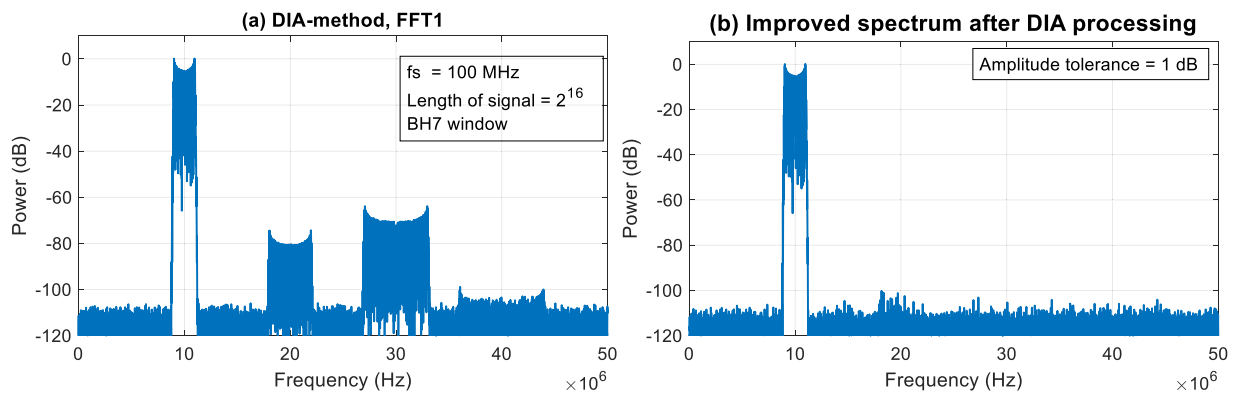 (a) DIA-method, FFT1
0
-20
-40
-60
-80
-100
-120
Power (dB)
fs = 100 MHz
Length of signal = 2^16
BH7 window
0 10 20 30 40 50
Frequency (Hz)
×10^6
(b) Improved spectrum after DIA processing
0
-20
-40
-60
-80
-100
-120
Power (dB)
Amplitude tolerance = 1 dB
0 10 20 30 40 50
Frequency (Hz)
×10^6